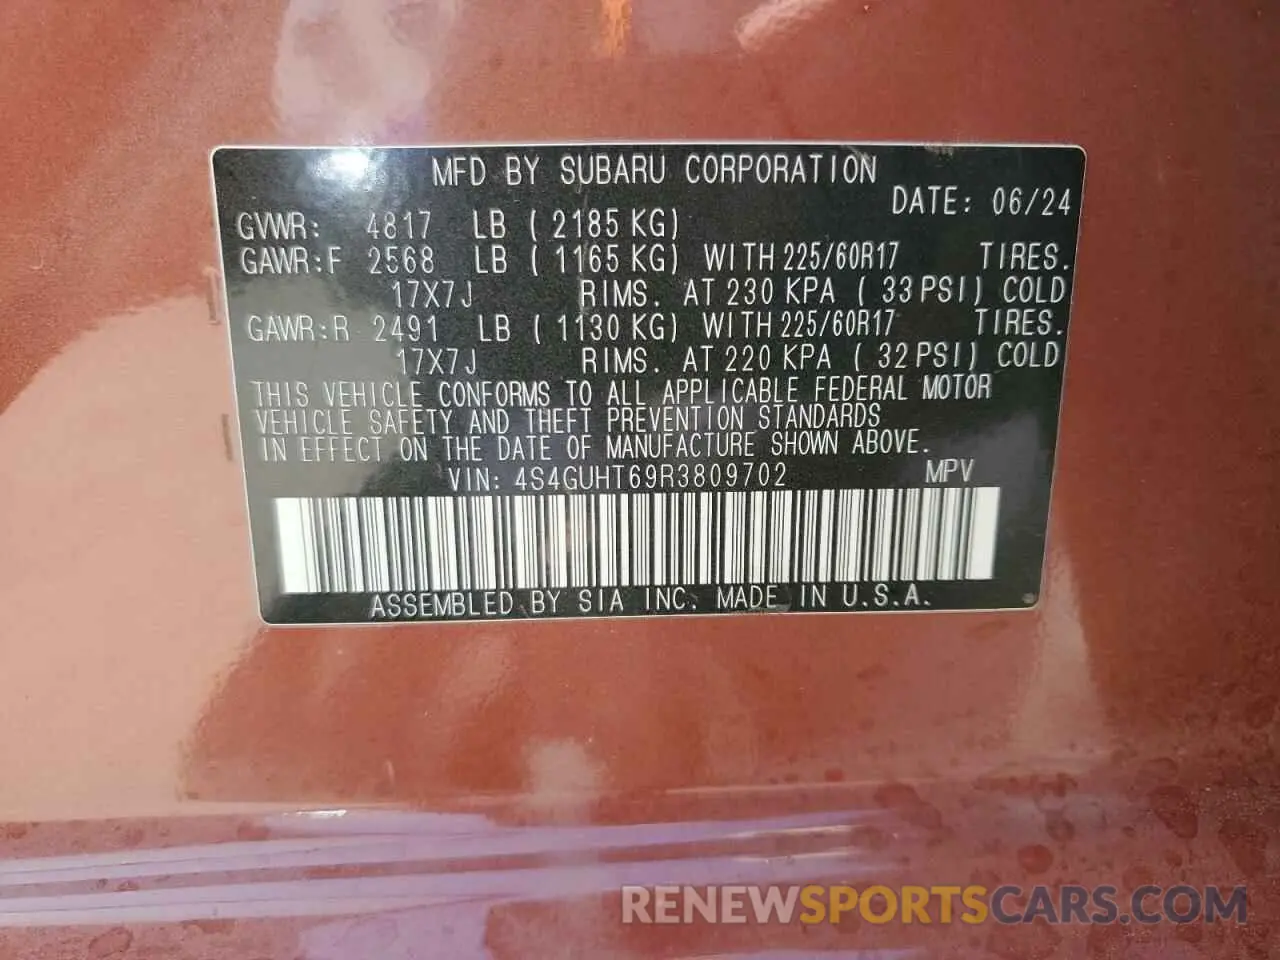 MFD BY SUBARU CORPORATION
DATE: 06/24
GVWR: 4817 LB ( 2185 KG)
GAWR:F 2568 LB ( 1165 KG) WITH 225/60R17 TIRES.
17X7J RIMS. AT 230 KPA ( 33 PSI) COLD
GAWR:R 2491 LB ( 1130 KG) WITH 225/60R17 TIRES.
17X7J RIMS. AT 220 KPA ( 32 PSI) COLD
THIS VEHICLE CONFORMS TO ALL APPLICABLE FEDERAL MOTOR
VEHICLE SAFETY AND THEFT PREVENTION STANDARDS
IN EFFECT ON THE DATE OF MANUFACTURE SHOWN ABOVE.
VIN: 4S4GUHT69R3809702 MPV
ASSEMBLED BY SIA INC. MADE IN U.S.A.
RENEWSPORTSCARS.COM